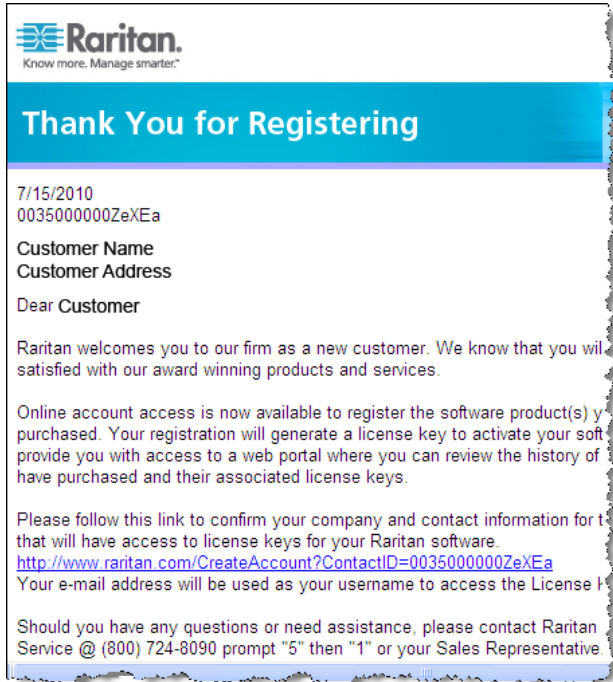 Raritan.
Know more. Manage smarter.™
Thank You for Registering
7/15/2010
0035000000ZeXEa
Customer Name
Customer Address
Dear Customer
Raritan welcomes you to our firm as a new customer. We know that you wil
satisfied with our award winning products and services.
Online account access is now available to register the software product(s) y
purchased. Your registration will generate a license key to activate your soft
provide you with access to a web portal where you can review the history of
have purchased and their associated license keys.
Please follow this link to confirm your company and contact information for t
that will have access to license keys for your Raritan software.
http://www.raritan.com/CreateAccount?ContactID=0035000000ZeXEa
Your e-mail address will be used as your username to access the License
Should you have any questions or need assistance, please contact Raritan
Service @ (800) 724-8090 prompt "5" then "1" or your Sales Representative.